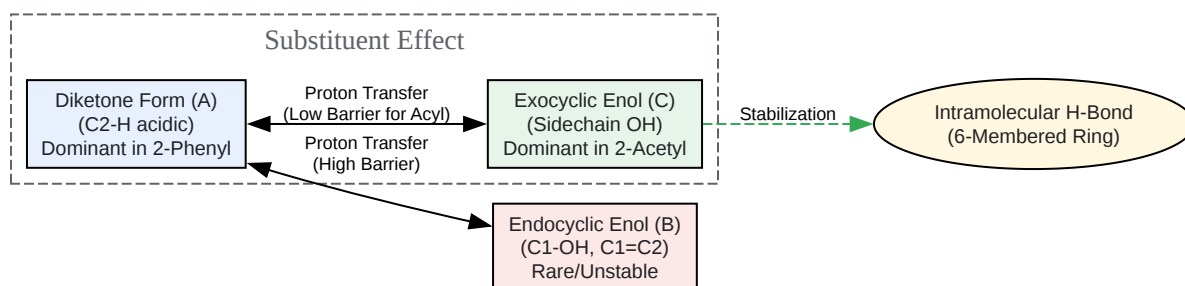 Substituent Effect
Diketone Form (A)
(C2-H acidic)
Dominant in 2-Phenyl
Proton Transfer
(Low Barrier for Acyl)
Proton Transfer
(High Barrier)
Exocyclic Enol (C)
(Sidechain OH)
Dominant in 2-Acetyl
Stabilization
Intramolecular H-Bond
(6-Membered Ring)
Endocyclic Enol (B)
(C1-OH, C1=C2)
Rare/Unstable